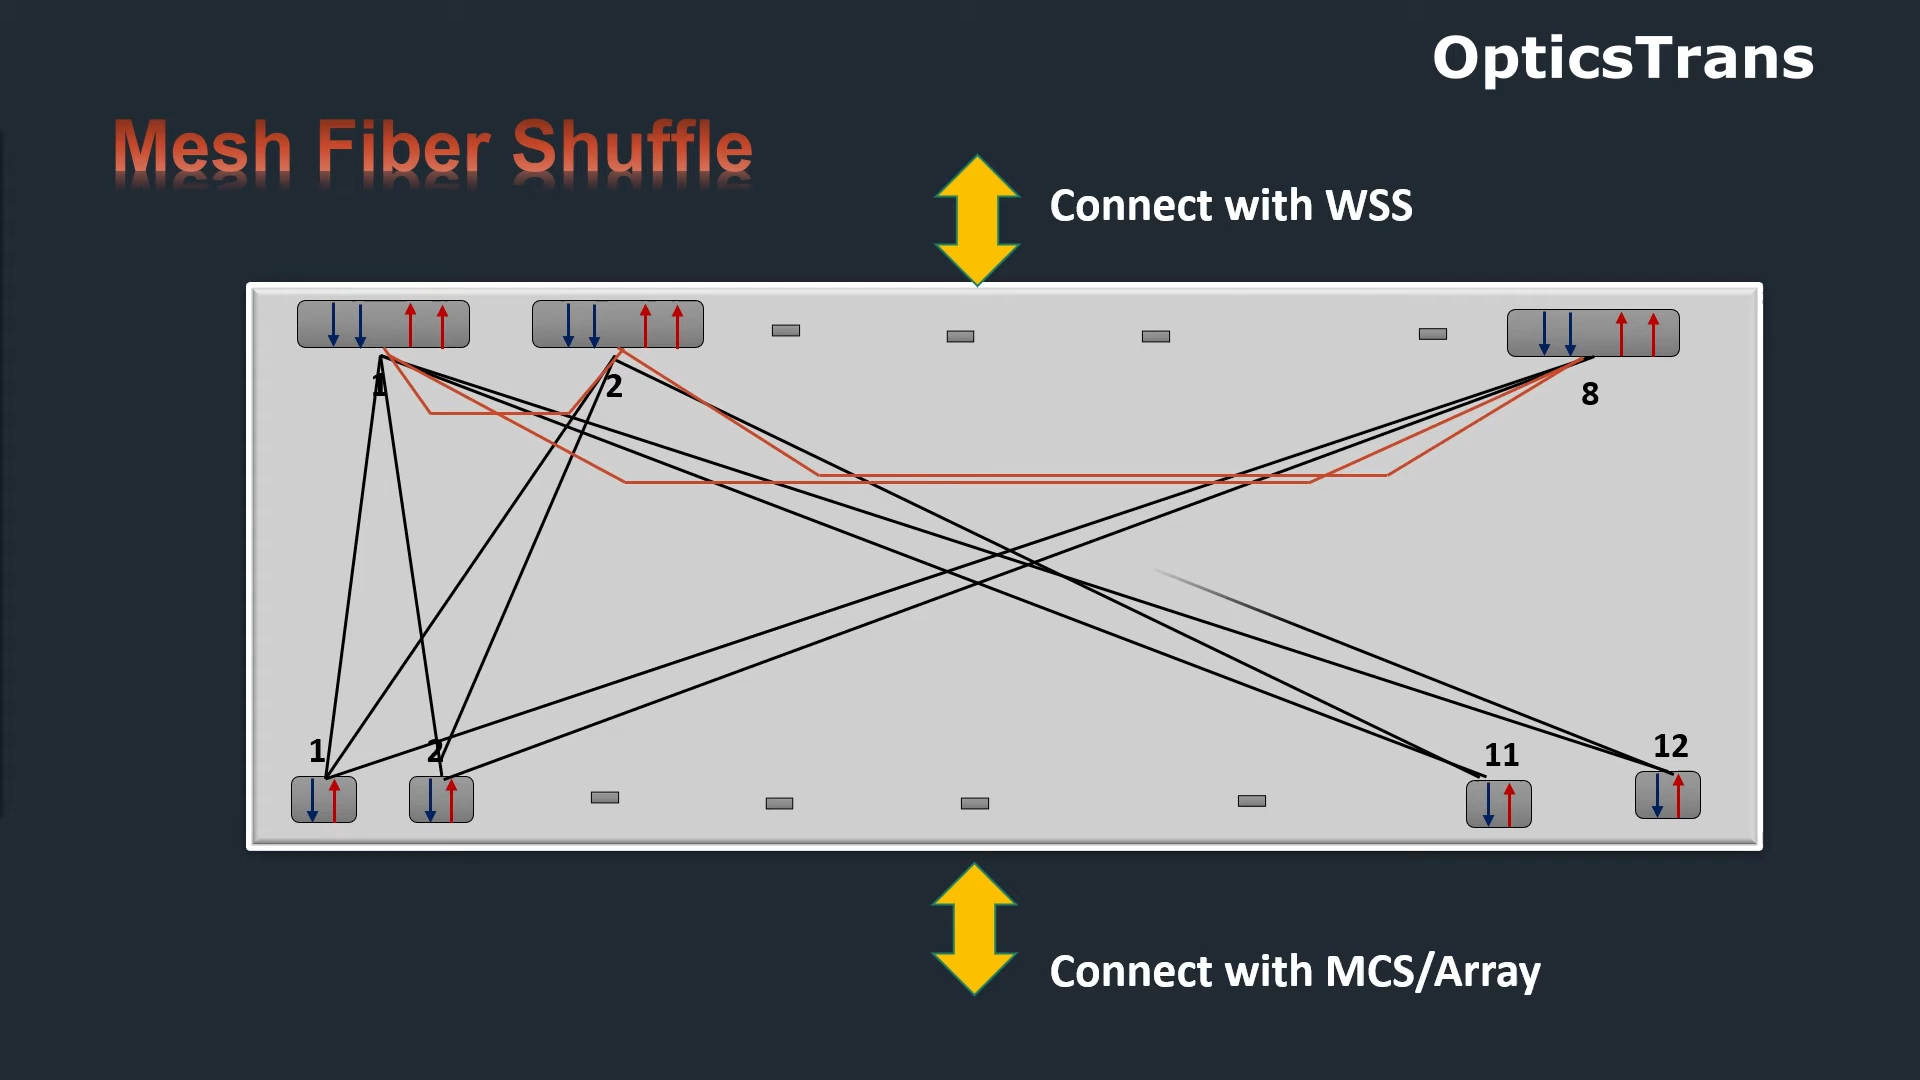 OpticsTrans
Mesh Fiber Shuffle
Connect with WSS
1
2
8
1
2
11
12
Connect with MCS/Array